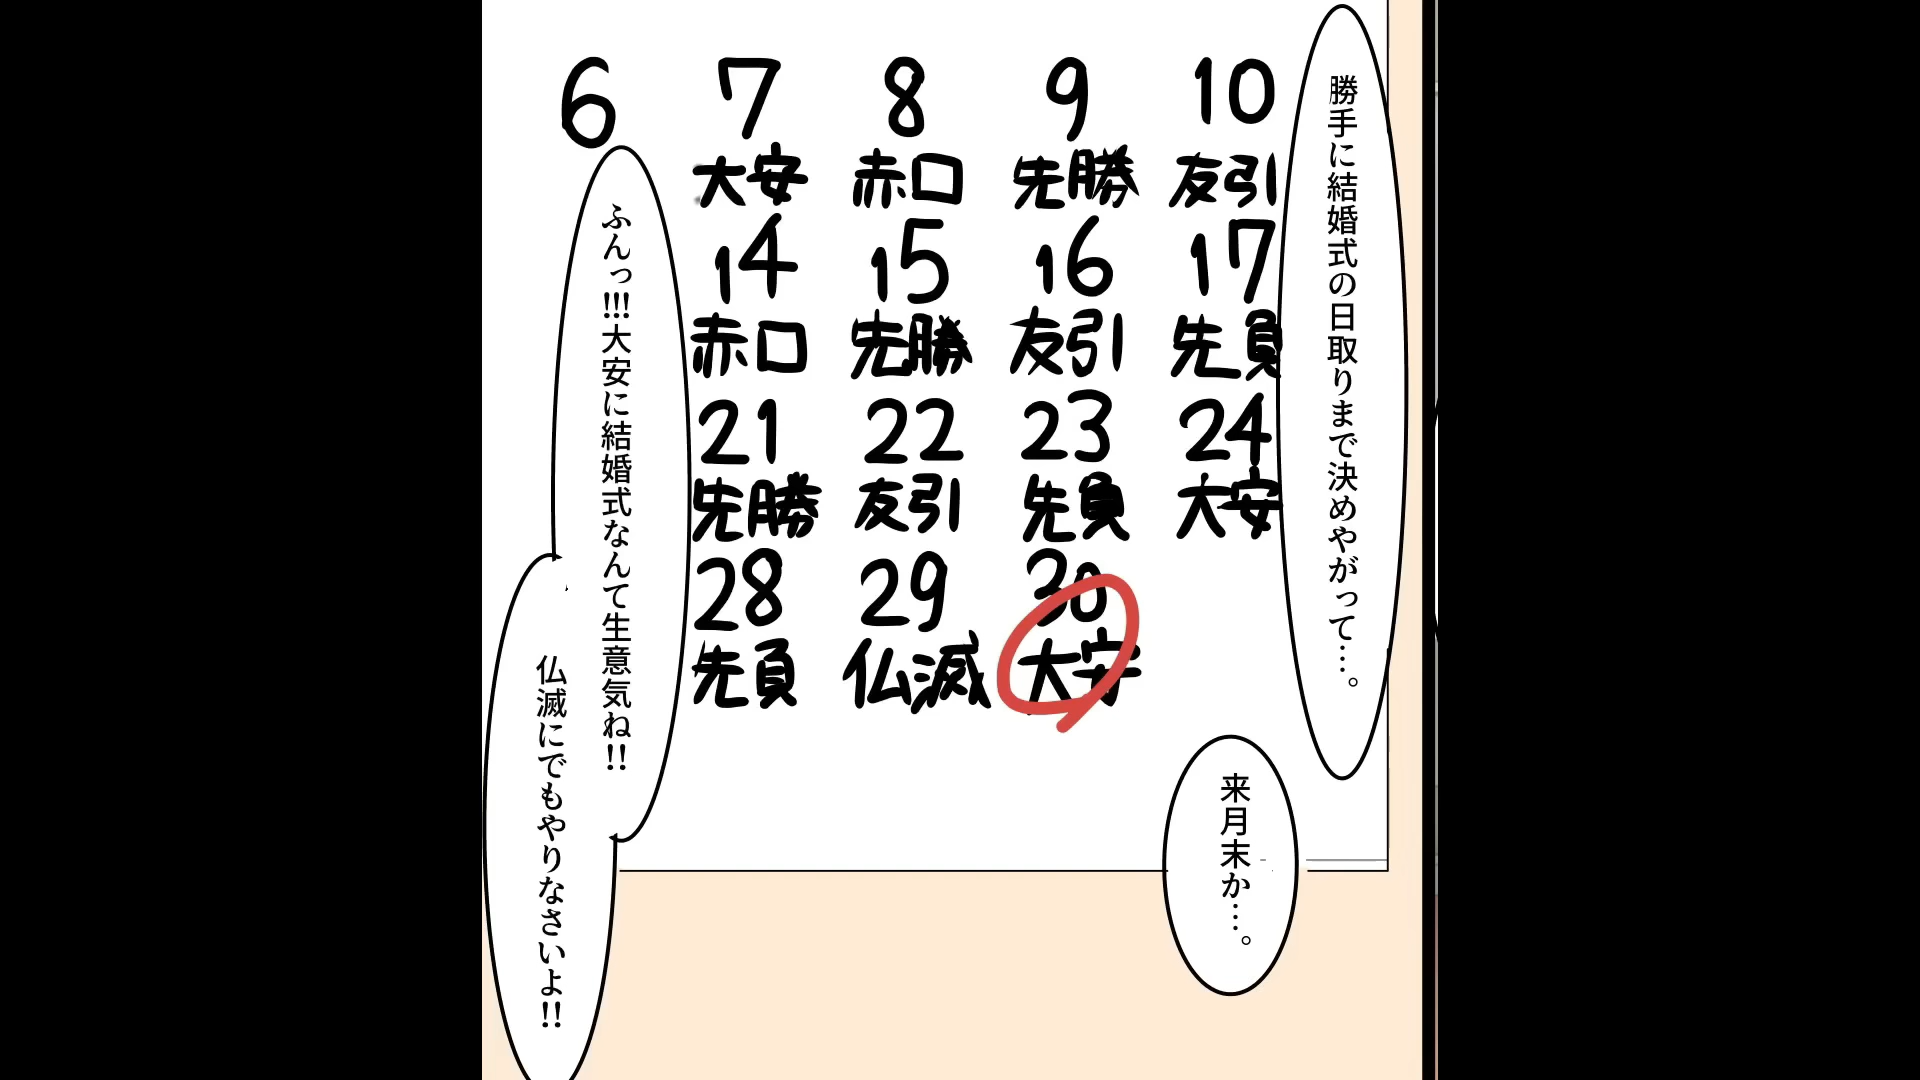 6 7 8 9 10
大安 赤口 先勝 友引
14 15 16 17
赤口 先勝 友引 先負
21 22 23 24
先勝 友引 先負 大安
28 29 30
先負 仏滅 大安
勝手に結婚式の日取りまで決めやがって…。
来月末か…。
ふんっ!!!大安に結婚式なんて生意気ね!!
仏滅にでもやりなさいよ!!